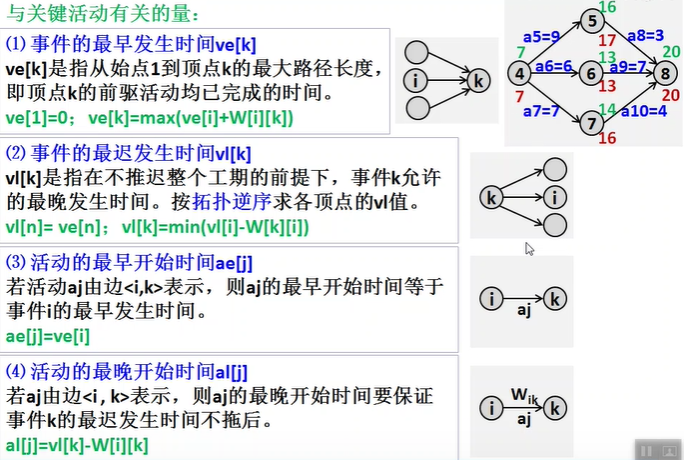 与关键活动有关的量：
(1) 事件的最早发生时间ve[k]
ve[k]是指从始点1到顶点k的最大路径长度，
即顶点k的前驱活动均已完成的时间。
ve[1]=0；ve[k]=max(ve[i]+W[i][k])
i
k
16
5
17
a5=9
a8=3
7
4
7
a6=6
13
6
13
a9=7
20
8
20
a7=7
14
7
16
a10=4
(2) 事件的最迟发生时间vl[k]
vl[k]是指在不推迟整个工期的前提下，事件k允许
的最晚发生时间。按拓扑逆序求各顶点的vl值。
vl[n]= ve[n]；vl[k]=min(vl[i]-W[k][i])
k
i
(3) 活动的最早开始时间ae[j]
若活动aj由边<i,k>表示，则aj的最早开始时间等于
事件i的最早发生时间。
ae[j]=ve[i]
i
k
aj
(4) 活动的最晚开始时间al[j]
若aj由边<i , k>表示，则aj的最晚开始时间要保证
事件k的最迟发生时间不拖后。
al[j]=vl[k]-W[i][k]
Wik
i
k
aj